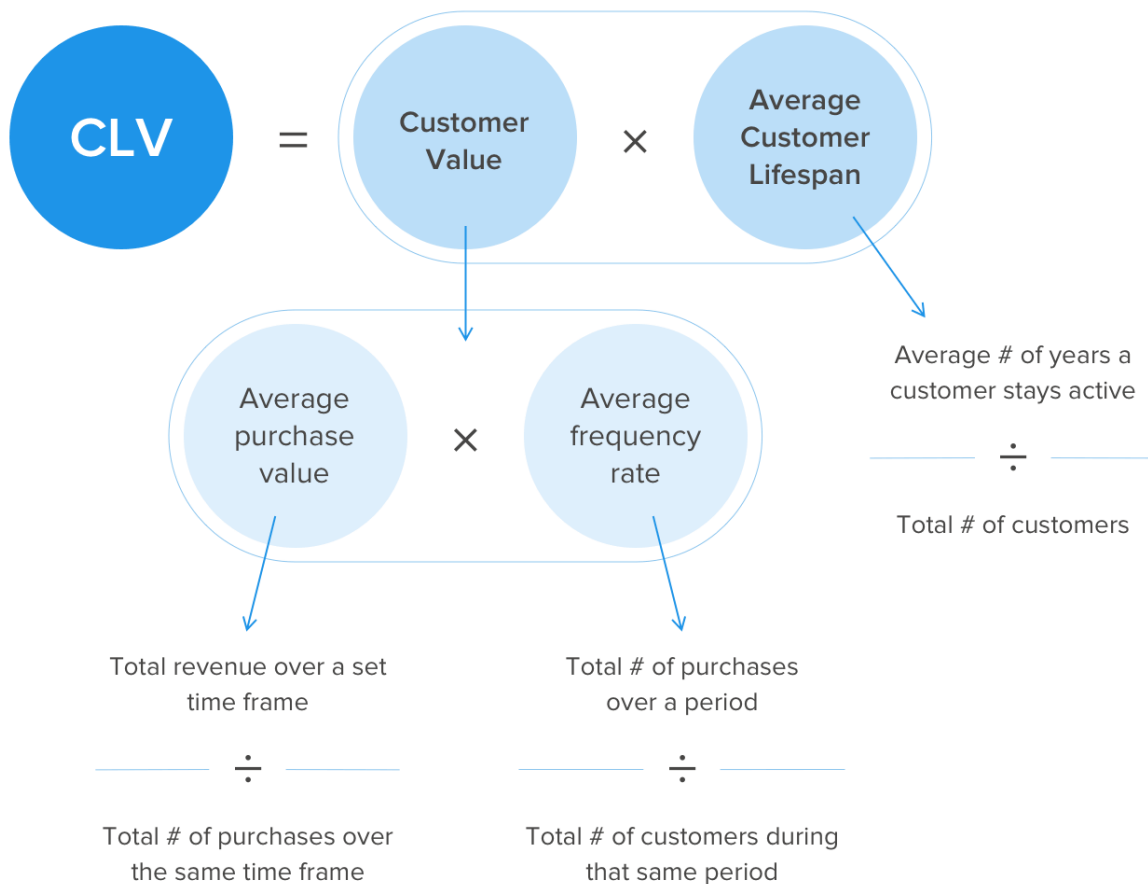 CLV
=
Customer
Value
×
Average
Customer
Lifespan
Average
purchase
value
×
Average
frequency
rate
Average # of years a
customer stays active
÷
Total # of customers
Total revenue over a set
time frame
÷
Total # of purchases over
the same time frame
Total # of purchases
over a period
÷
Total # of customers during
that same period